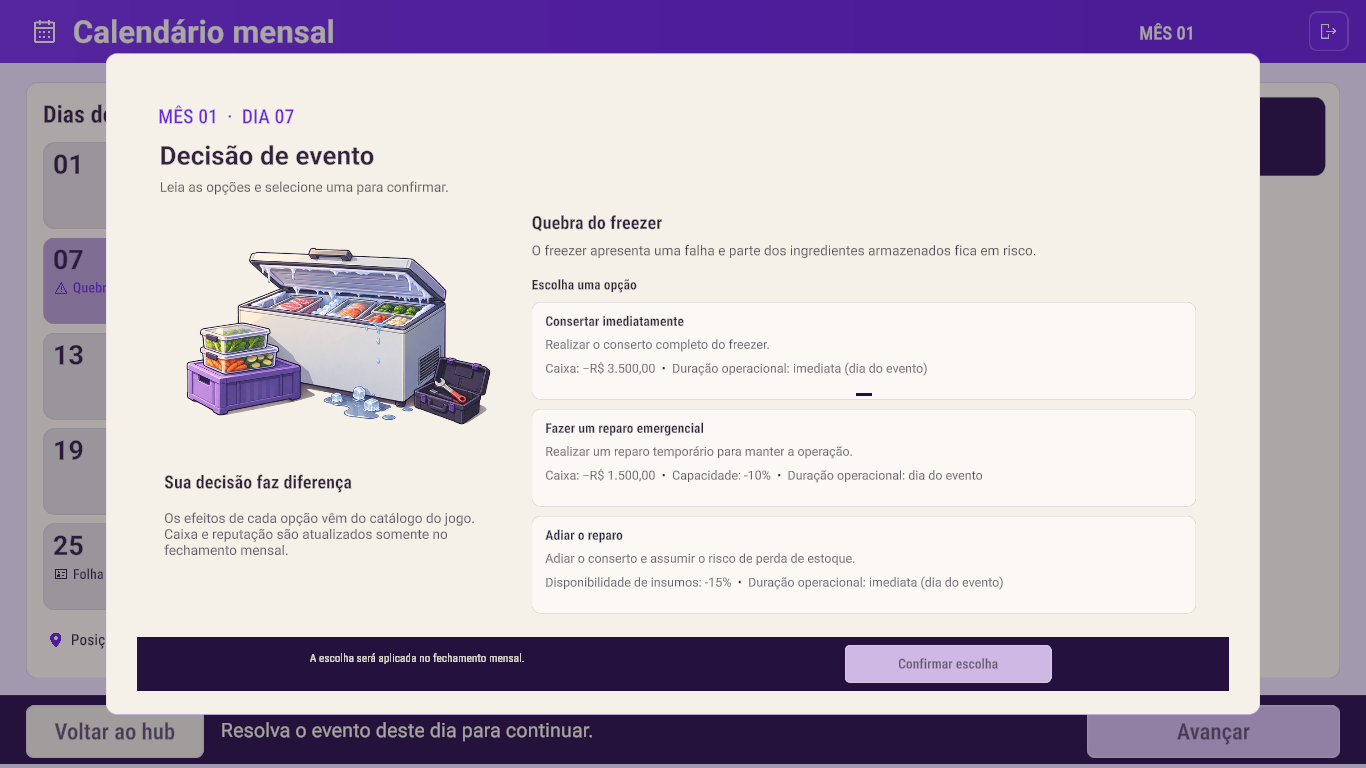 Calendário mensal
MÊS 01
Dias de
01
07
Quebr
13
19
25
Folha
Posiç
MÊS 01 · DIA 07
Decisão de evento
Leia as opções e selecione uma para confirmar.
Sua decisão faz diferença
Os efeitos de cada opção vêm do catálogo do jogo.
Caixa e reputação são atualizados somente no
fechamento mensal.
Quebra do freezer
O freezer apresenta uma falha e parte dos ingredientes armazenados fica em risco.
Escolha uma opção
Consertar imediatamente
Realizar o conserto completo do freezer.
Caixa: −R$ 3.500,00 • Duração operacional: imediata (dia do evento)
Fazer um reparo emergencial
Realizar um reparo temporário para manter a operação.
Caixa: −R$ 1.500,00 • Capacidade: -10% • Duração operacional: dia do evento
Adiar o reparo
Adiar o conserto e assumir o risco de perda de estoque.
Disponibilidade de insumos: -15% • Duração operacional: imediata (dia do evento)
A escolha será aplicada no fechamento mensal.
Confirmar escolha
Voltar ao hub
Resolva o evento deste dia para continuar.
Avançar